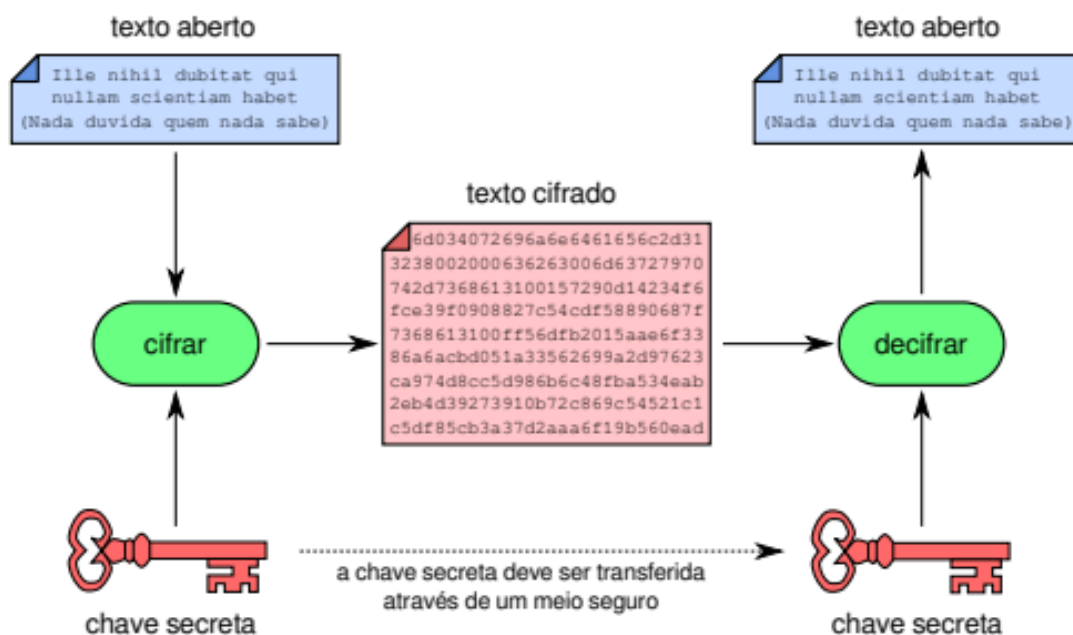 texto aberto
Ille nihil dubitat qui
nullam scientiam habet
(Nada duvida quem nada sabe)
texto aberto
Ille nihil dubitat qui
nullam scientiam habet
(Nada duvida quem nada sabe)
texto cifrado
6d034072696a6e6461656c2d31
3238002000636263006d63727970
742d7368613100157290d14234f6
fce39f0908827c54cdf58890687f
7368613100ff56dfb2015aae6f33
86a6acbd051a33562699a2d97623
ca974d8cc5d986b6c48fba534eab
2eb4d39273910b72c869c54521c1
c5df85cb3a37d2aaa6f19b560ead
cifrar
decifrar
a chave secreta deve ser transferida
através de um meio seguro
chave secreta
chave secreta